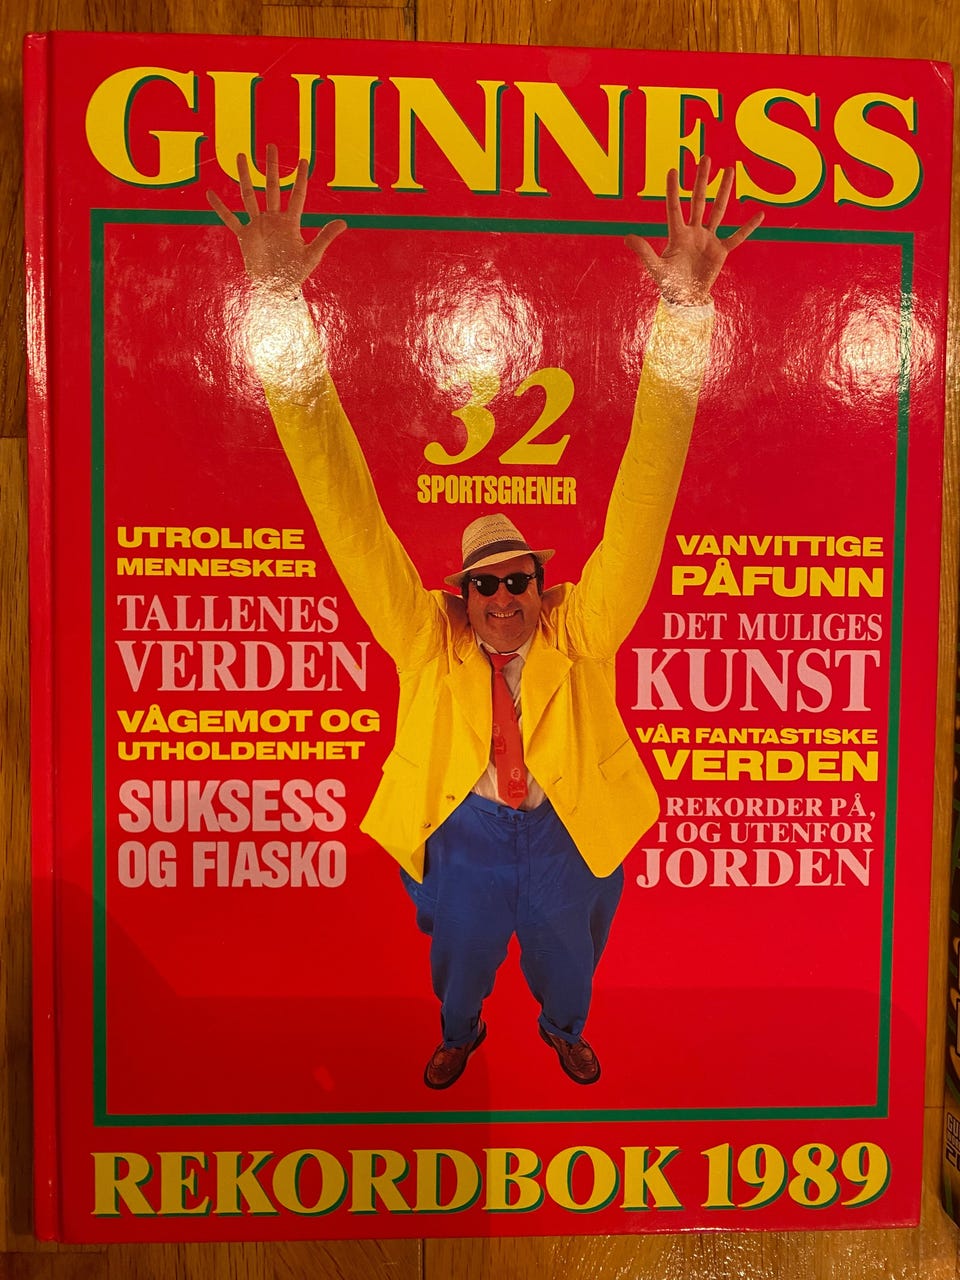 GUINNESS
32
SPORTSGRENER
UTROLIGE
MENNESKER
TALLENES
VERDEN
VÅGEMOT OG
UTHOLDENHET
SUKSESS
OG FIASKO
VANVITTIGE
PÅFUNN
DET MULIGES
KUNST
VÅR FANTASTISKE
VERDEN
REKORDER PÅ,
I OG UTENFOR
JORDEN
REKORDBOK 1989